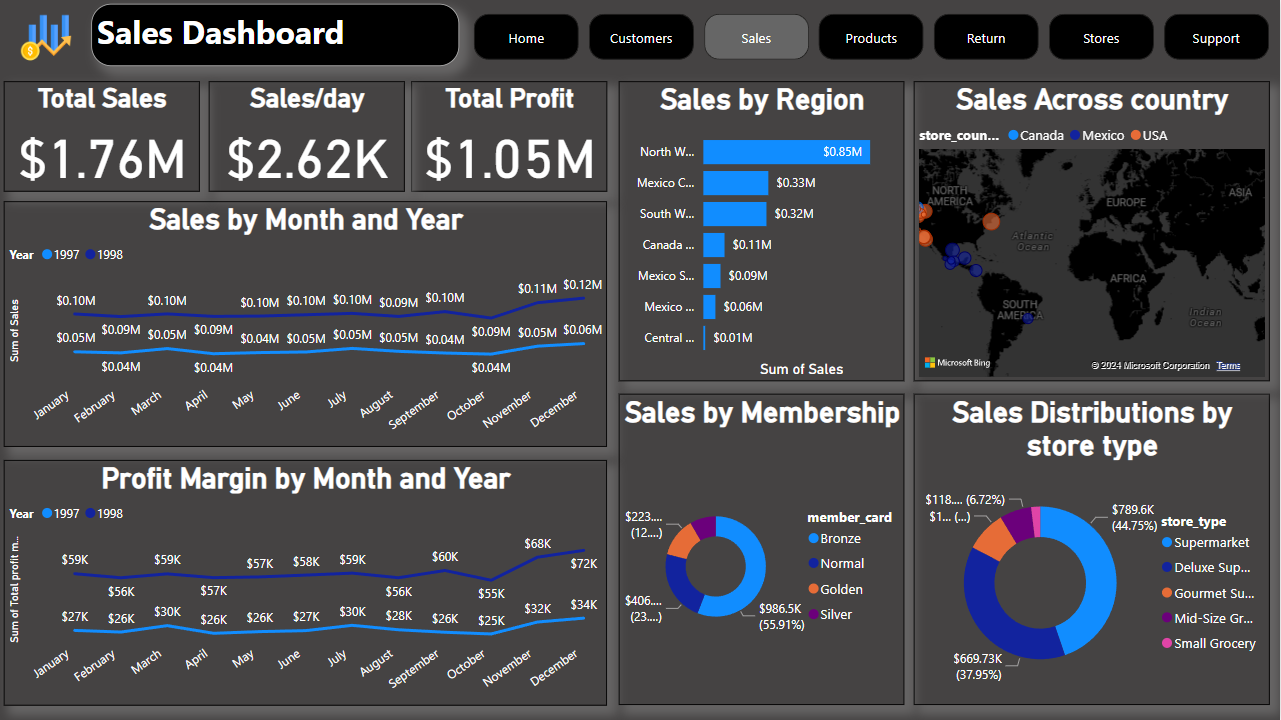 Sales Dashboard
Home
Customers
Sales
Products
Return
Stores
Support
Total Sales
$1.76M
Sales/day
$2.62K
Total Profit
$1.05M
Sales by Month and Year
Year 1997 1998
Sum of Sales
$0.10M $0.10M $0.10M $0.10M $0.10M $0.09M $0.10M $0.11M $0.12M
$0.05M $0.09M $0.05M $0.09M $0.04M $0.05M $0.05M $0.05M $0.04M $0.09M $0.05M $0.06M
$0.04M $0.04M $0.04M
January February March April May June July August September October November December
Profit Margin by Month and Year
Year 1997 1998
Sum of Total profit m...
$59K $56K $59K $57K $57K $58K $59K $56K $60K $55K $68K $72K
$27K $26K $30K $26K $26K $27K $30K $28K $26K $25K $32K $34K
January February March April May June July August September October November December
Sales by Region
North W... $0.85M
Mexico C... $0.33M
South W... $0.32M
Canada ... $0.11M
Mexico S... $0.09M
Mexico ... $0.06M
Central ... $0.01M
Sum of Sales
Sales Across country
store_coun... Canada Mexico USA
NORTH
AMERICA
EUROPE
ASIA
Atlantic
Ocean
AFRICA
SOUTH
AMERICA
Indian
Ocean
Microsoft Bing
© 2024 Microsoft Corporation Terms
Sales by Membership
$223....
(12....)
$406....
(23....)
$986.5K
(55.91%)
member_card
Bronze
Normal
Golden
Silver
Sales Distributions by
store type
$118.... (6.72%)
$1... (...)
$789.6K
(44.75%)
$669.73K
(37.95%)
store_type
Supermarket
Deluxe Sup...
Gourmet Su...
Mid-Size Gr...
Small Grocery